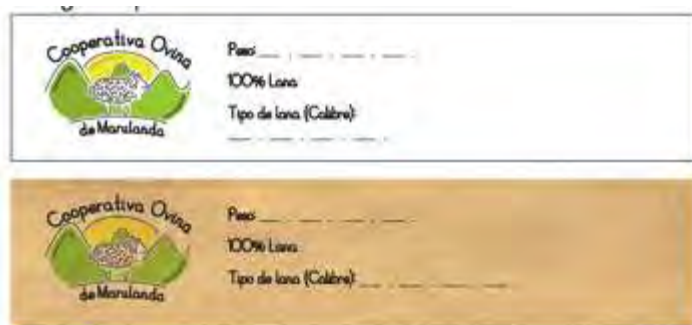 Cooperativa Ovina
de Marulanda
Peso:
100% Lana
Tipo de lana (Calibre):
Cooperativa Ovina
de Marulanda
Peso:
100% Lana
Tipo de lana (Calibre):